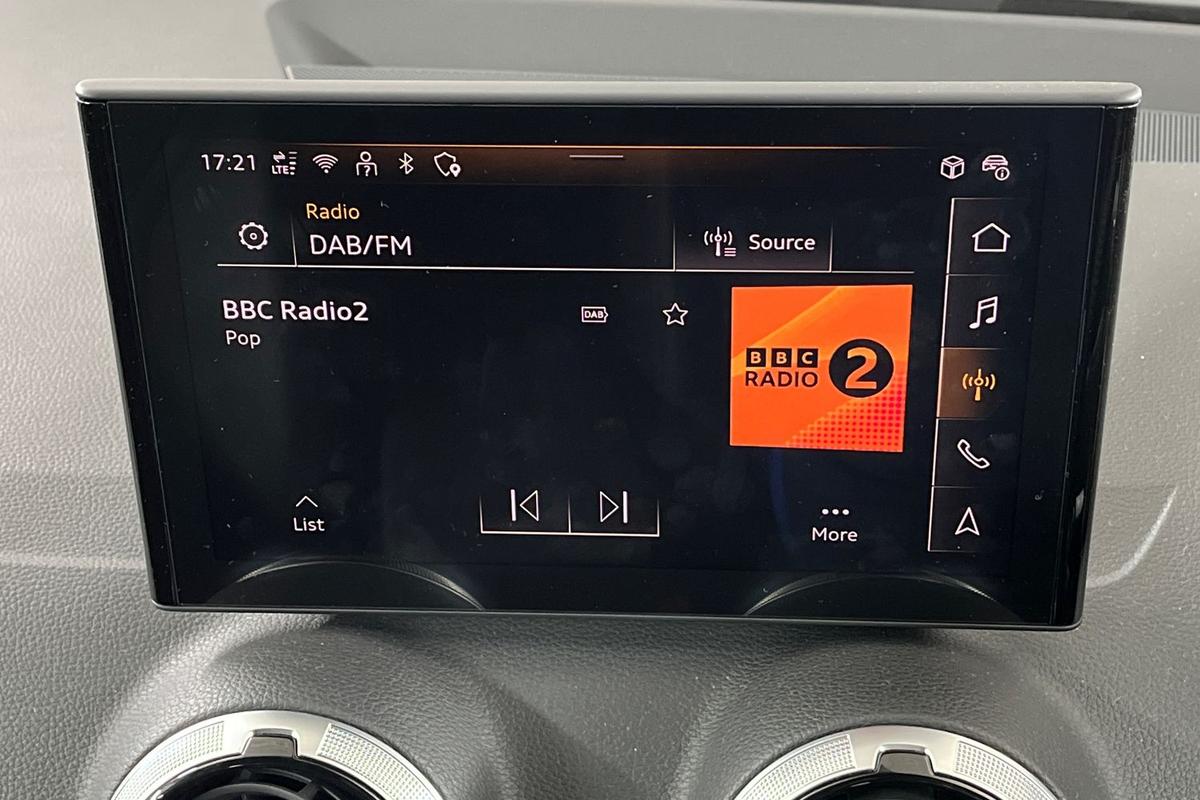 17:21 LTE
Radio
DAB/FM
Source
BBC Radio2
DAB
Pop
BBC
RADIO 2
List
More